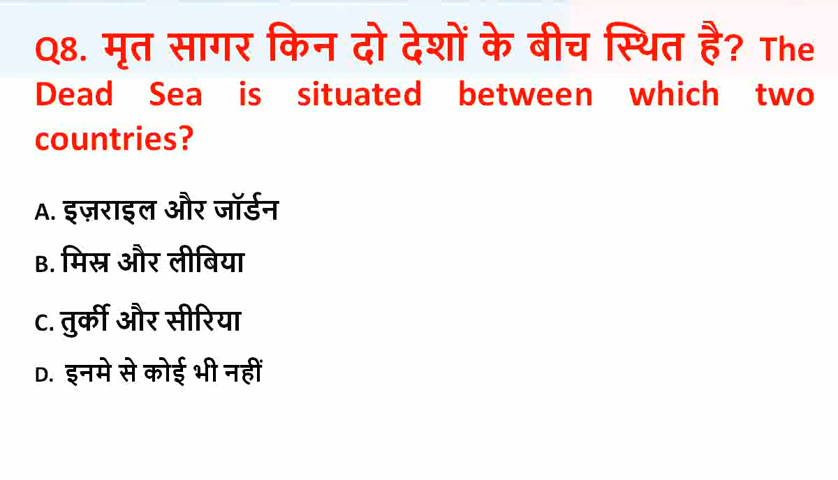 Q8. मृत सागर किन दो देशों के बीच स्थित है? The
Dead Sea is situated between which two
countries?
A. इज़राइल और जॉर्डन
B. मिस्र और लीबिया
C. तुर्की और सीरिया
D. इनमे से कोई भी नहीं